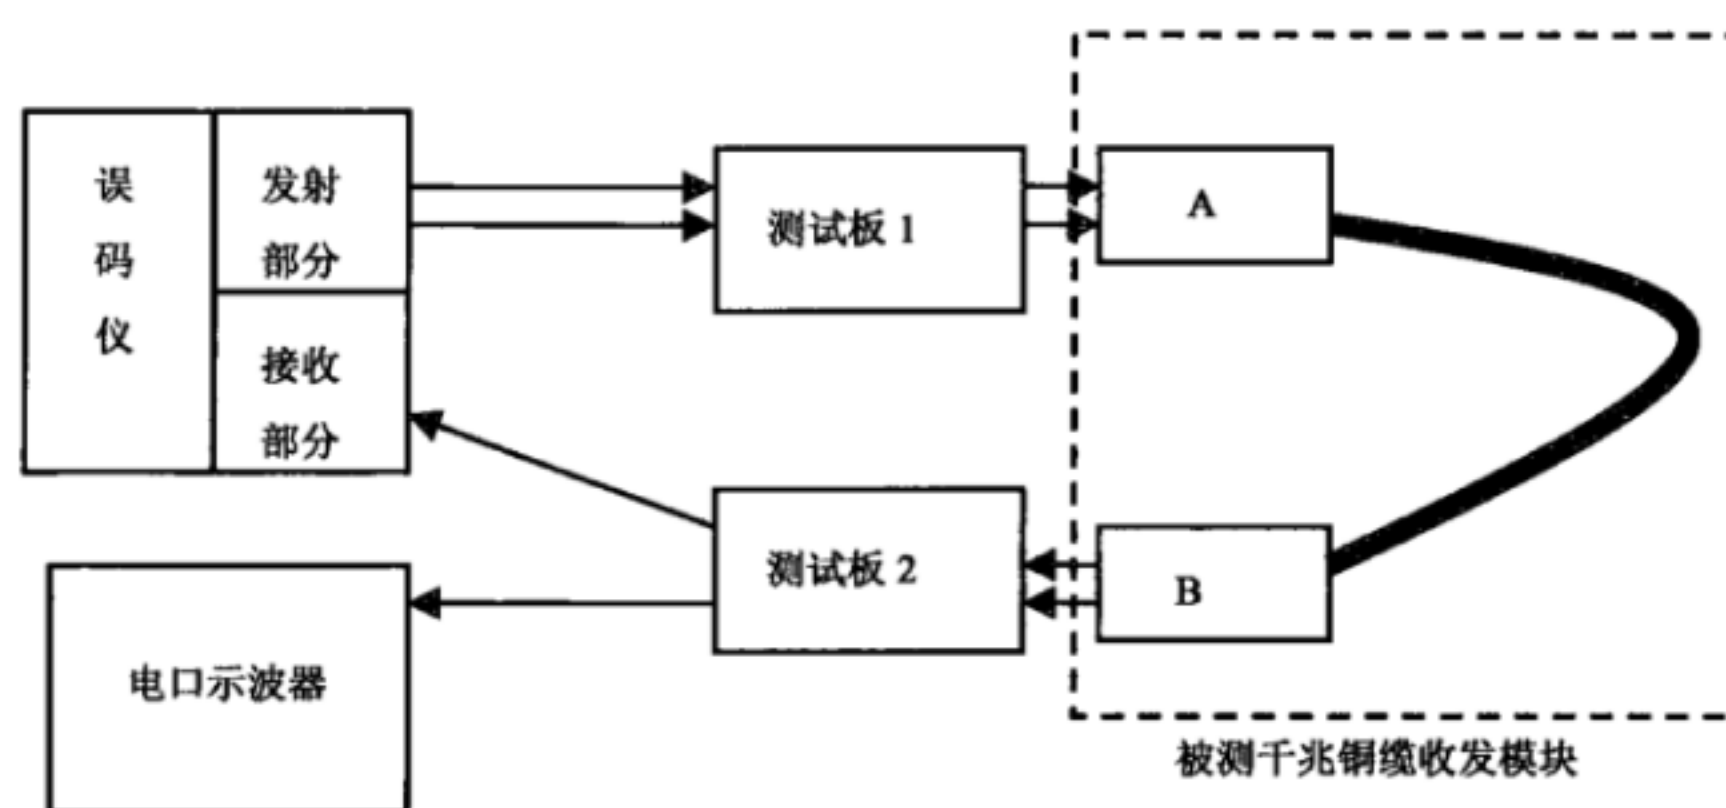 误
码
仪
发射
部分
接收
部分
测试板 1
A
测试板 2
B
电口示波器
被测千兆铜缆收发模块